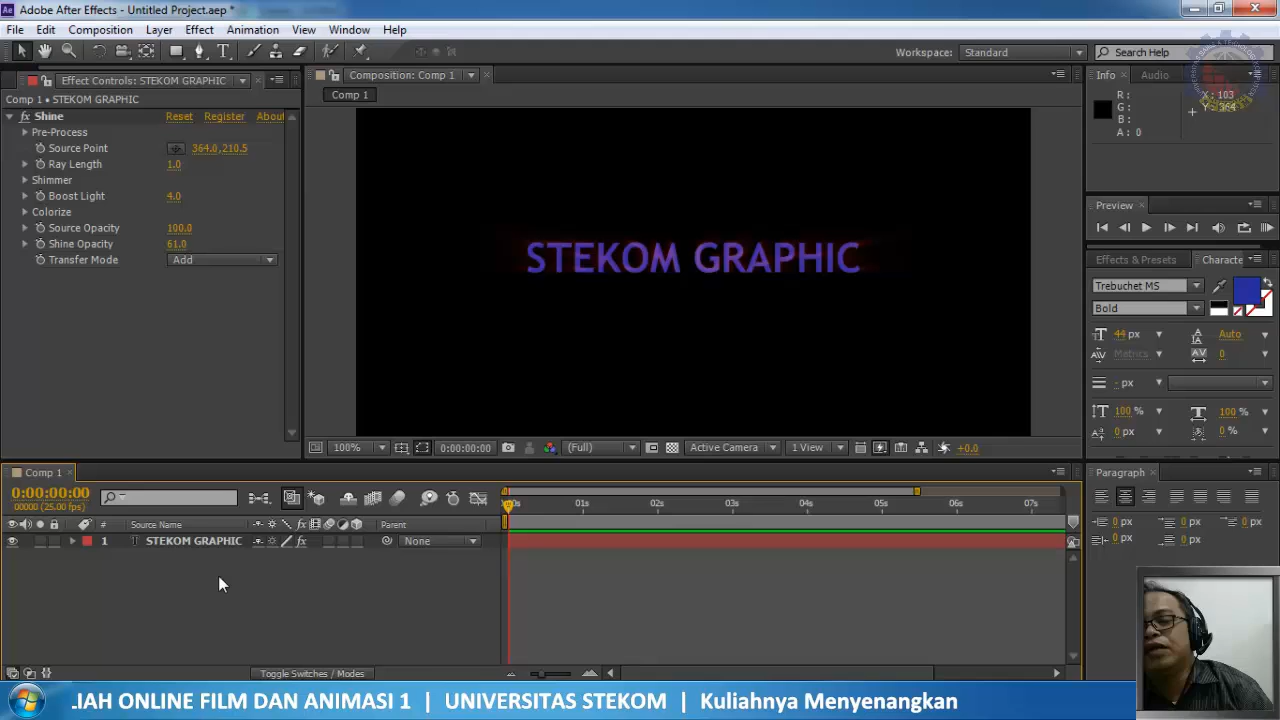 Adobe After Effects - Untitled Project.aep *
File Edit Composition Layer Effect Animation View Window Help
Workspace: Standard Search Help
Effect Controls: STEKOM GRAPHIC
Comp 1 • STEKOM GRAPHIC
fx Shine Reset Register About
Pre-Process
Source Point 364.0,210.5
Ray Length 1.0
Shimmer
Boost Light 4.0
Colorize
Source Opacity 100.0
Shine Opacity 61.0
Transfer Mode Add
Composition: Comp 1
Comp 1
STEKOM GRAPHIC
100% 0:00:00:00 (Full) Active Camera 1 View +0.0
Info Audio
R: X: 103
G: Y: 364
B:
A: 0
Preview
Effects & Presets Characte
Trebuchet MS
Bold
44 px Auto
Metrics 0
- px
100 % 100 %
0 px 0 %
Comp 1
0:00:00:00
00000 (25.00 fps)
01s 02s 03s 04s 05s 06s 07s
# Source Name Parent
1 STEKOM GRAPHIC None
Toggle Switches / Modes
Paragraph
0 px 0 px 0 px
0 px 0 px
JAH ONLINE FILM DAN ANIMASI 1 | UNIVERSITAS STEKOM | Kuliahnya Menyenangkan